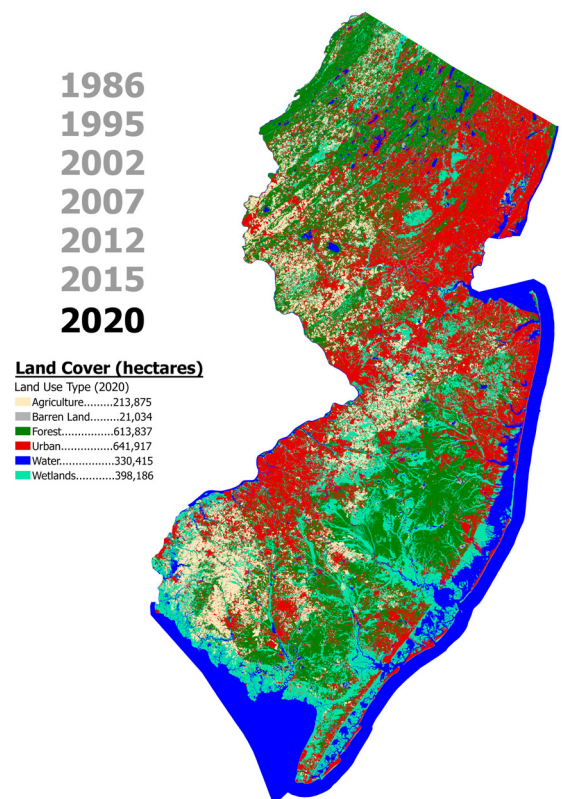 1986
1995
2002
2007
2012
2015
2020
Land Cover (hectares)
Land Use Type (2020)
Agriculture.........213,875
Barren Land.........21,034
Forest.................613,837
Urban.................641,917
Water.................330,415
Wetlands............398,186